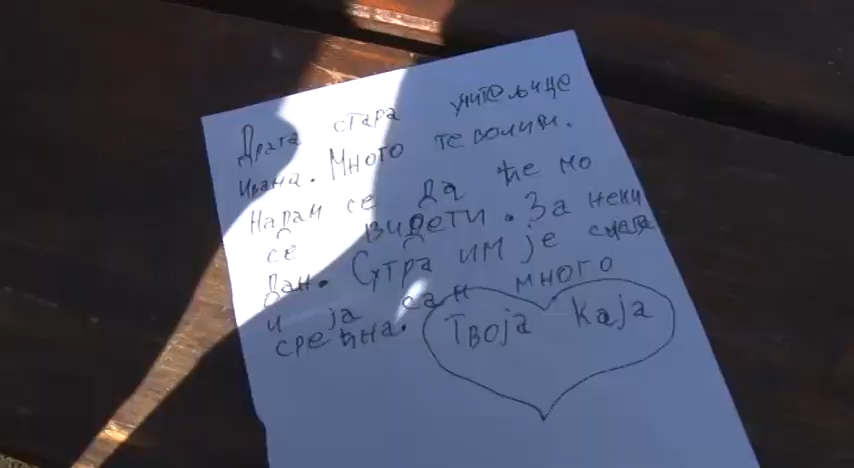 Драга стара учитељице
Ивана. Много те волим.
Надам се да ће мо
се видети. За неки
дан. Сутра им је
и ја сам много
срећна. Твоја Каја